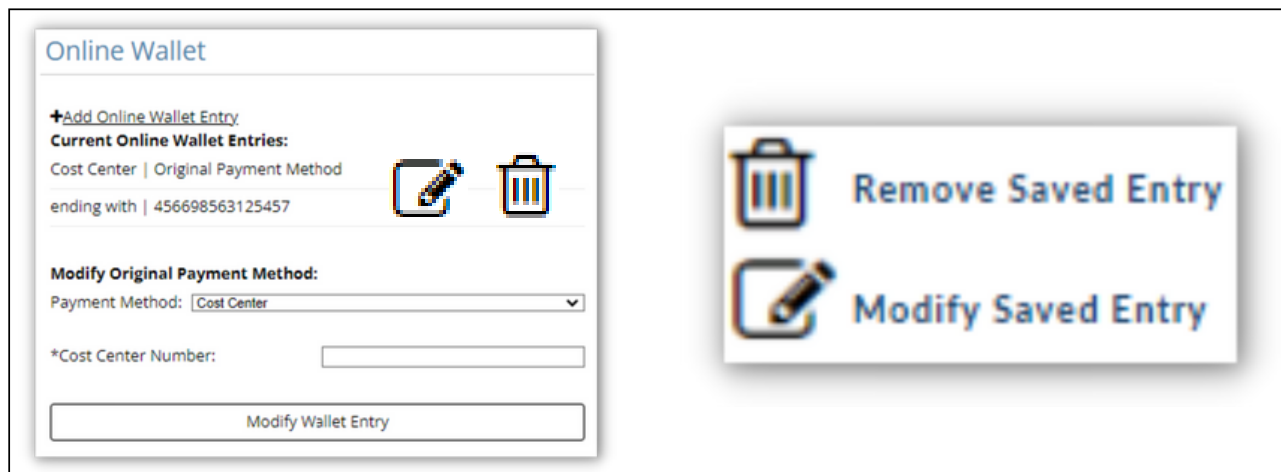 Online Wallet
+Add Online Wallet Entry
Current Online Wallet Entries:
Cost Center | Original Payment Method
ending with | 456698563125457
Modify Original Payment Method:
Payment Method: Cost Center
*Cost Center Number:
Modify Wallet Entry
Remove Saved Entry
Modify Saved Entry